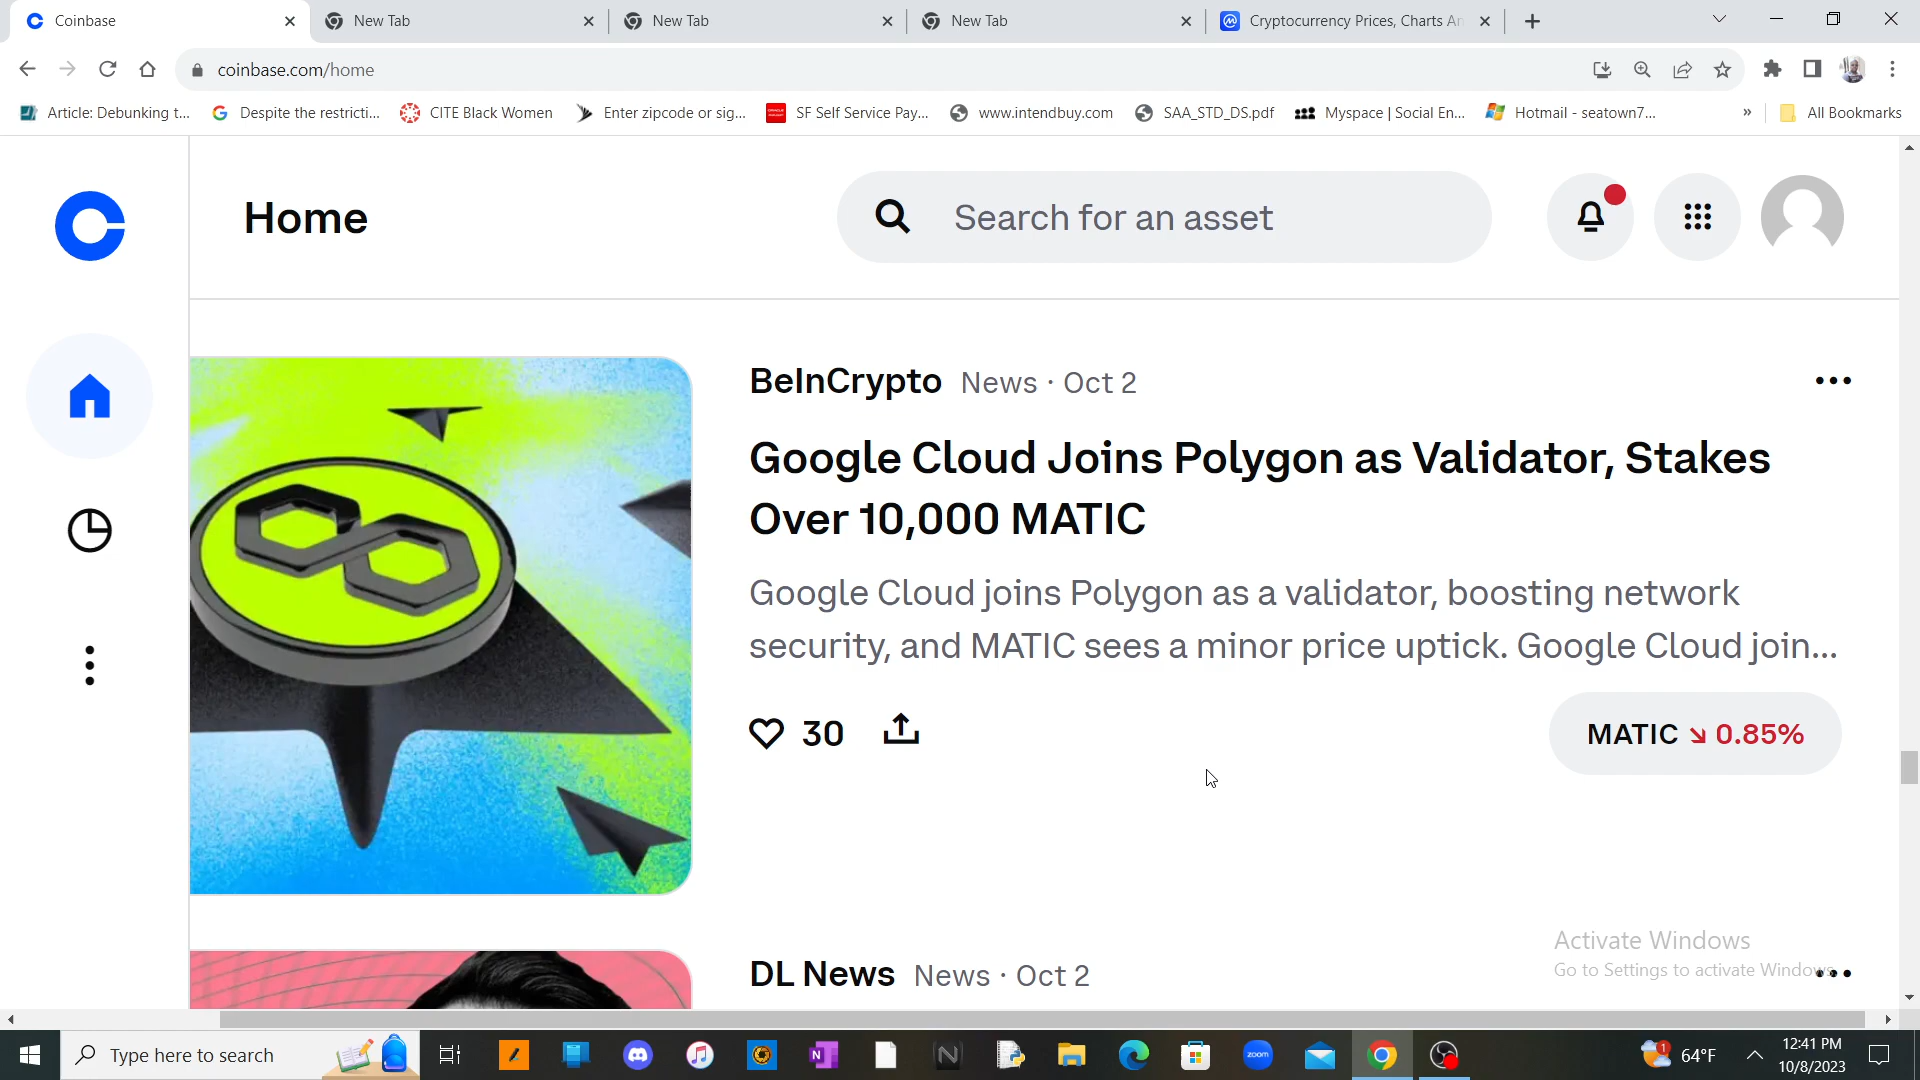 Coinbase
New Tab
New Tab
New Tab
Cryptocurrency Prices, Charts An
coinbase.com/home
Article: Debunking t...
Despite the restricti...
CITE Black Women
Enter zipcode or sig...
SF Self Service Pay...
www.intendbuy.com
SAA_STD_DS.pdf
Myspace | Social En...
Hotmail - seatown7...
»
All Bookmarks
Home
Search for an asset
BeInCrypto News · Oct 2
Google Cloud Joins Polygon as Validator, Stakes
Over 10,000 MATIC
Google Cloud joins Polygon as a validator, boosting network
security, and MATIC sees a minor price uptick. Google Cloud join...
30
MATIC ↘ 0.85%
DL News News · Oct 2
Activate Windows
Go to Settings to activate Windows.
Type here to search
zoom
1
64°F
12:41 PM
10/8/2023